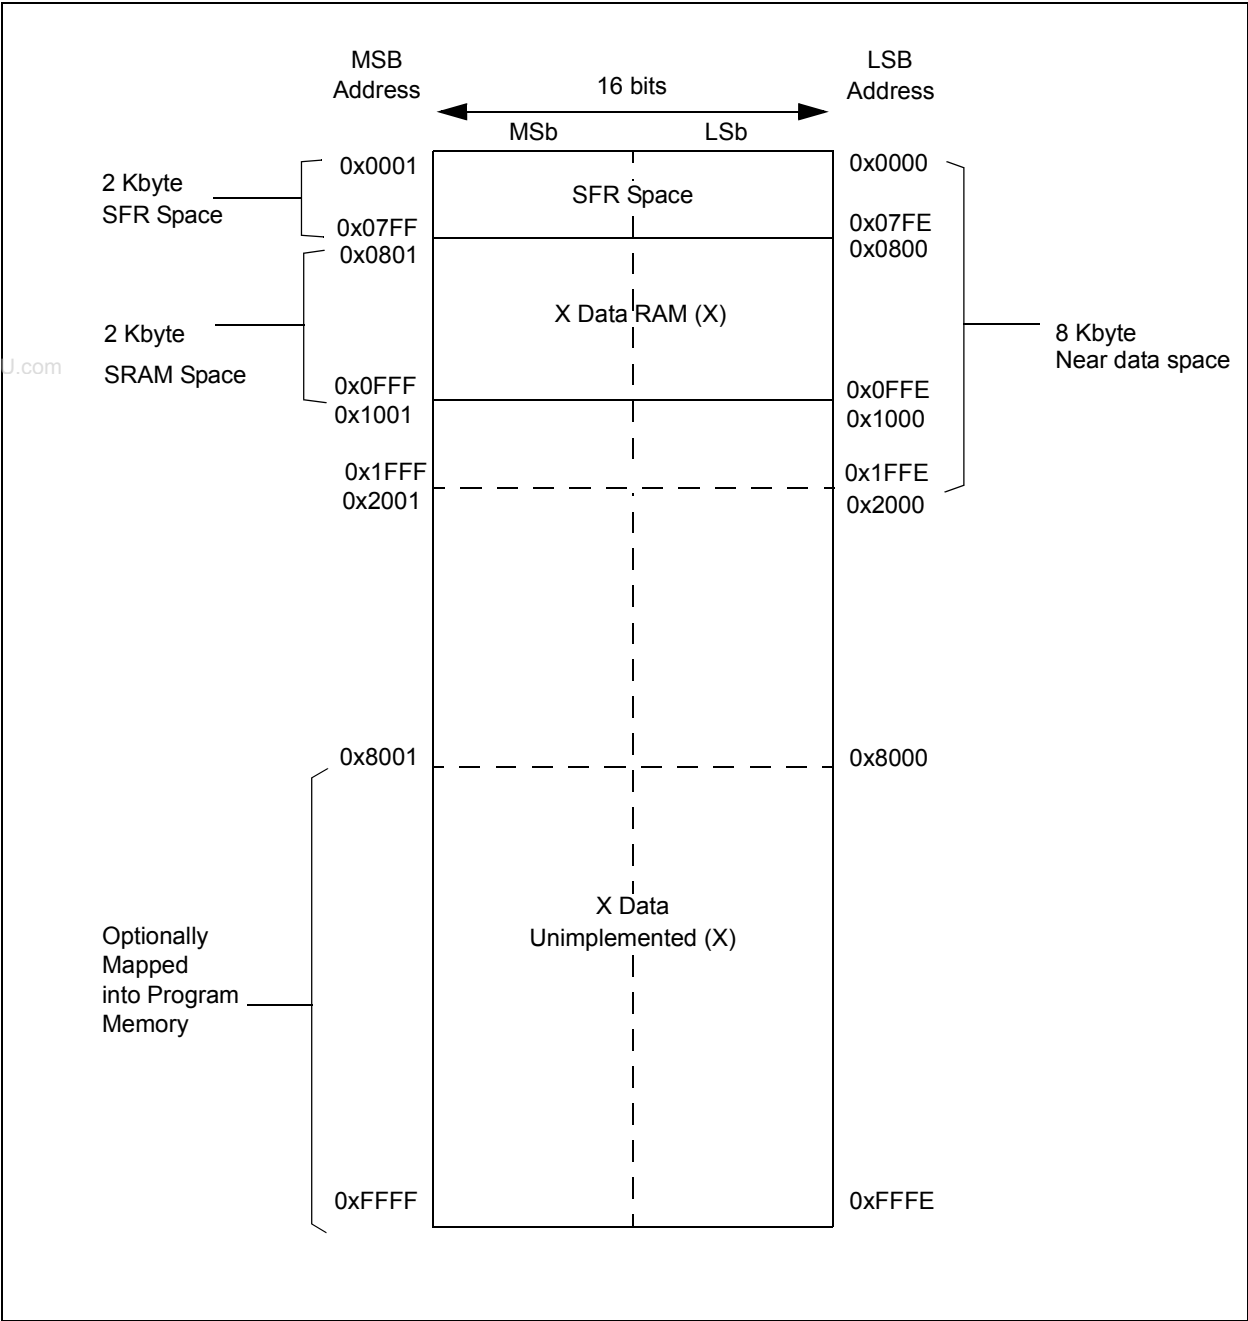 MSB
Address
LSB
Address
16 bits
MSb
LSb
0x0001
0x0000
2 Kbyte
SFR Space
SFR Space
0x07FF
0x07FE
0x0801
0x0800
X Data RAM (X)
2 Kbyte
SRAM Space
8 Kbyte
Near data space
U.com
0x0FFF
0x0FFE
0x1001
0x1000
0x1FFF
0x1FFE
0x2001
0x2000
0x8001
0x8000
X Data
Unimplemented (X)
Optionally
Mapped
into Program
Memory
0xFFFF
0xFFFE